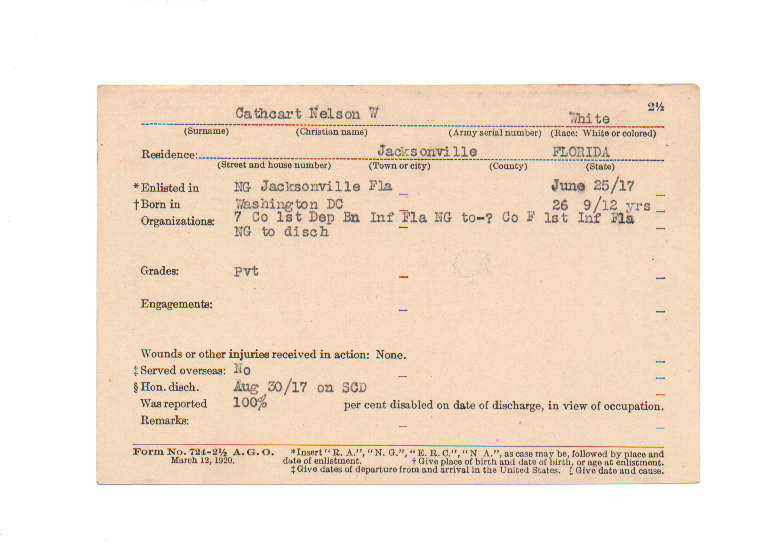 2½
Cathcart Nelson W White
(Surname) (Christian name) (Army serial number) (Race: White or colored)
Residence: Jacksonville FLORIDA
(Street and house number) (Town or city) (County) (State)
*Enlisted in NG Jacksonville Fla June 25/17
†Born in Washington DC 26 9/12 yrs
Organizations: 7 Co 1st Dep Bn Inf Fla NG to-? Co F 1st Inf Fla
NG to disch
Grades: Pvt
Engagements:
Wounds or other injuries received in action: None.
‡Served overseas: No
§Hon. disch. Aug 30/17 on SCD
Was reported 100% per cent disabled on date of discharge, in view of occupation.
Remarks:
Form No. 724-2½ A. G. O. *Insert "R. A.", "N. G.", "E. R. C.", "N A.", as case may be, followed by place and
March 12, 1920. date of enlistment. †Give place of birth and date of birth, or age at enlistment.
‡Give dates of departure from and arrival in the United States. § Give date and cause.